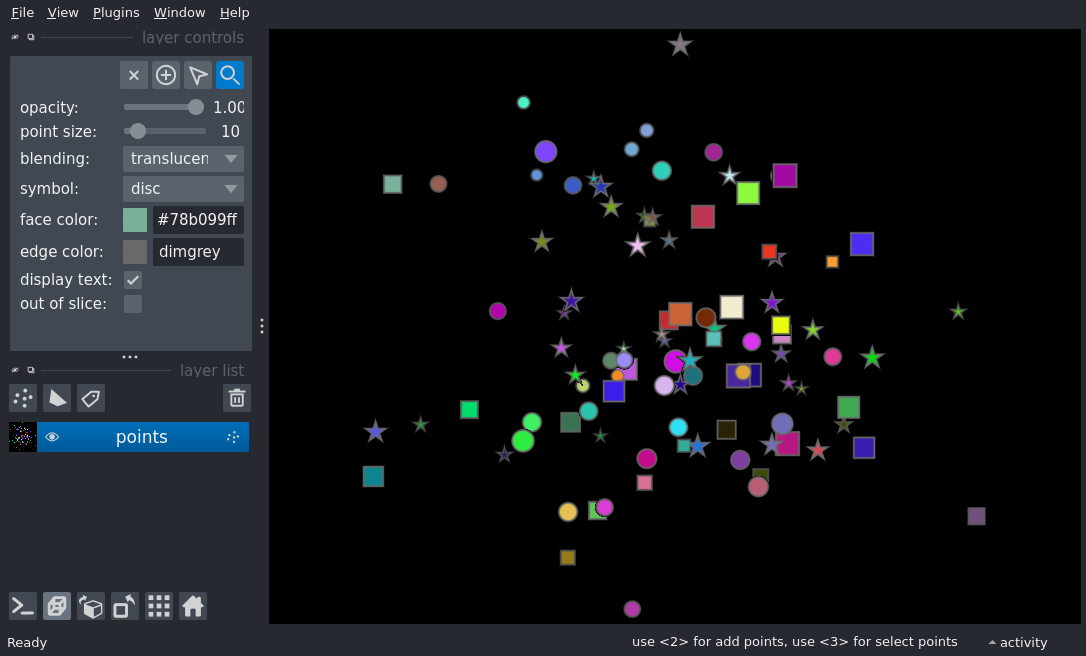 File View Plugins Window Help
layer controls
opacity: 1.00
point size: 10
blending: translucen
symbol: disc
face color: #78b099ff
edge color: dimgrey
display text:
out of slice:
layer list
points
Ready
use <2> for add points, use <3> for select points
activity